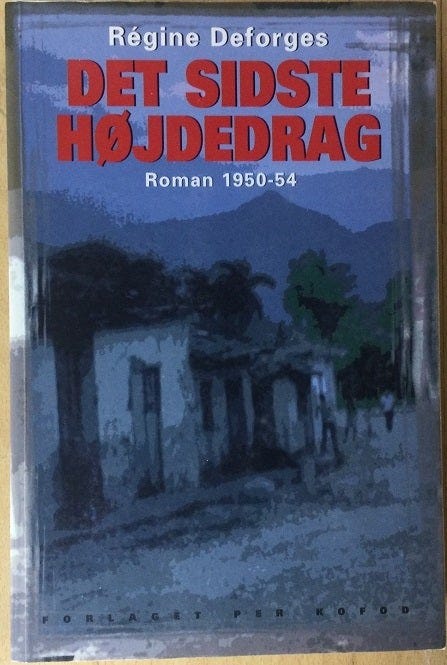 Régine Deforges
DET SIDSTE
HØJDEDRAG
Roman 1950-54
FORLAGET PER KOFOD